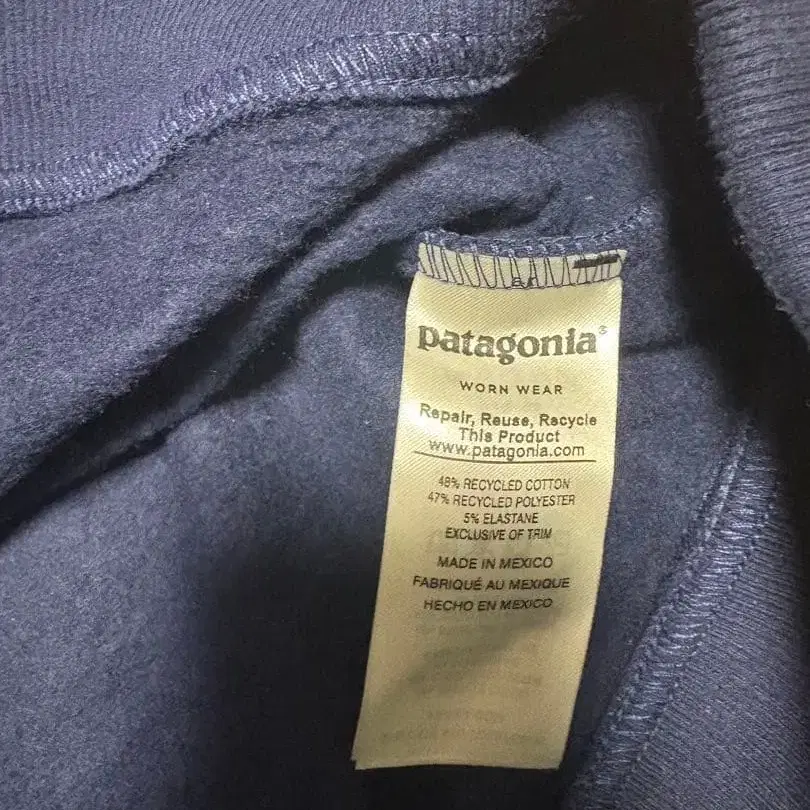 patagonia®
WORN WEAR
Repair, Reuse, Recycle
This Product
www.patagonia.com
48% RECYCLED COTTON
47% RECYCLED POLYESTER
5% ELASTANE
EXCLUSIVE OF TRIM
MADE IN MEXICO
FABRIQUÉ AU MEXIQUE
HECHO EN MEXICO